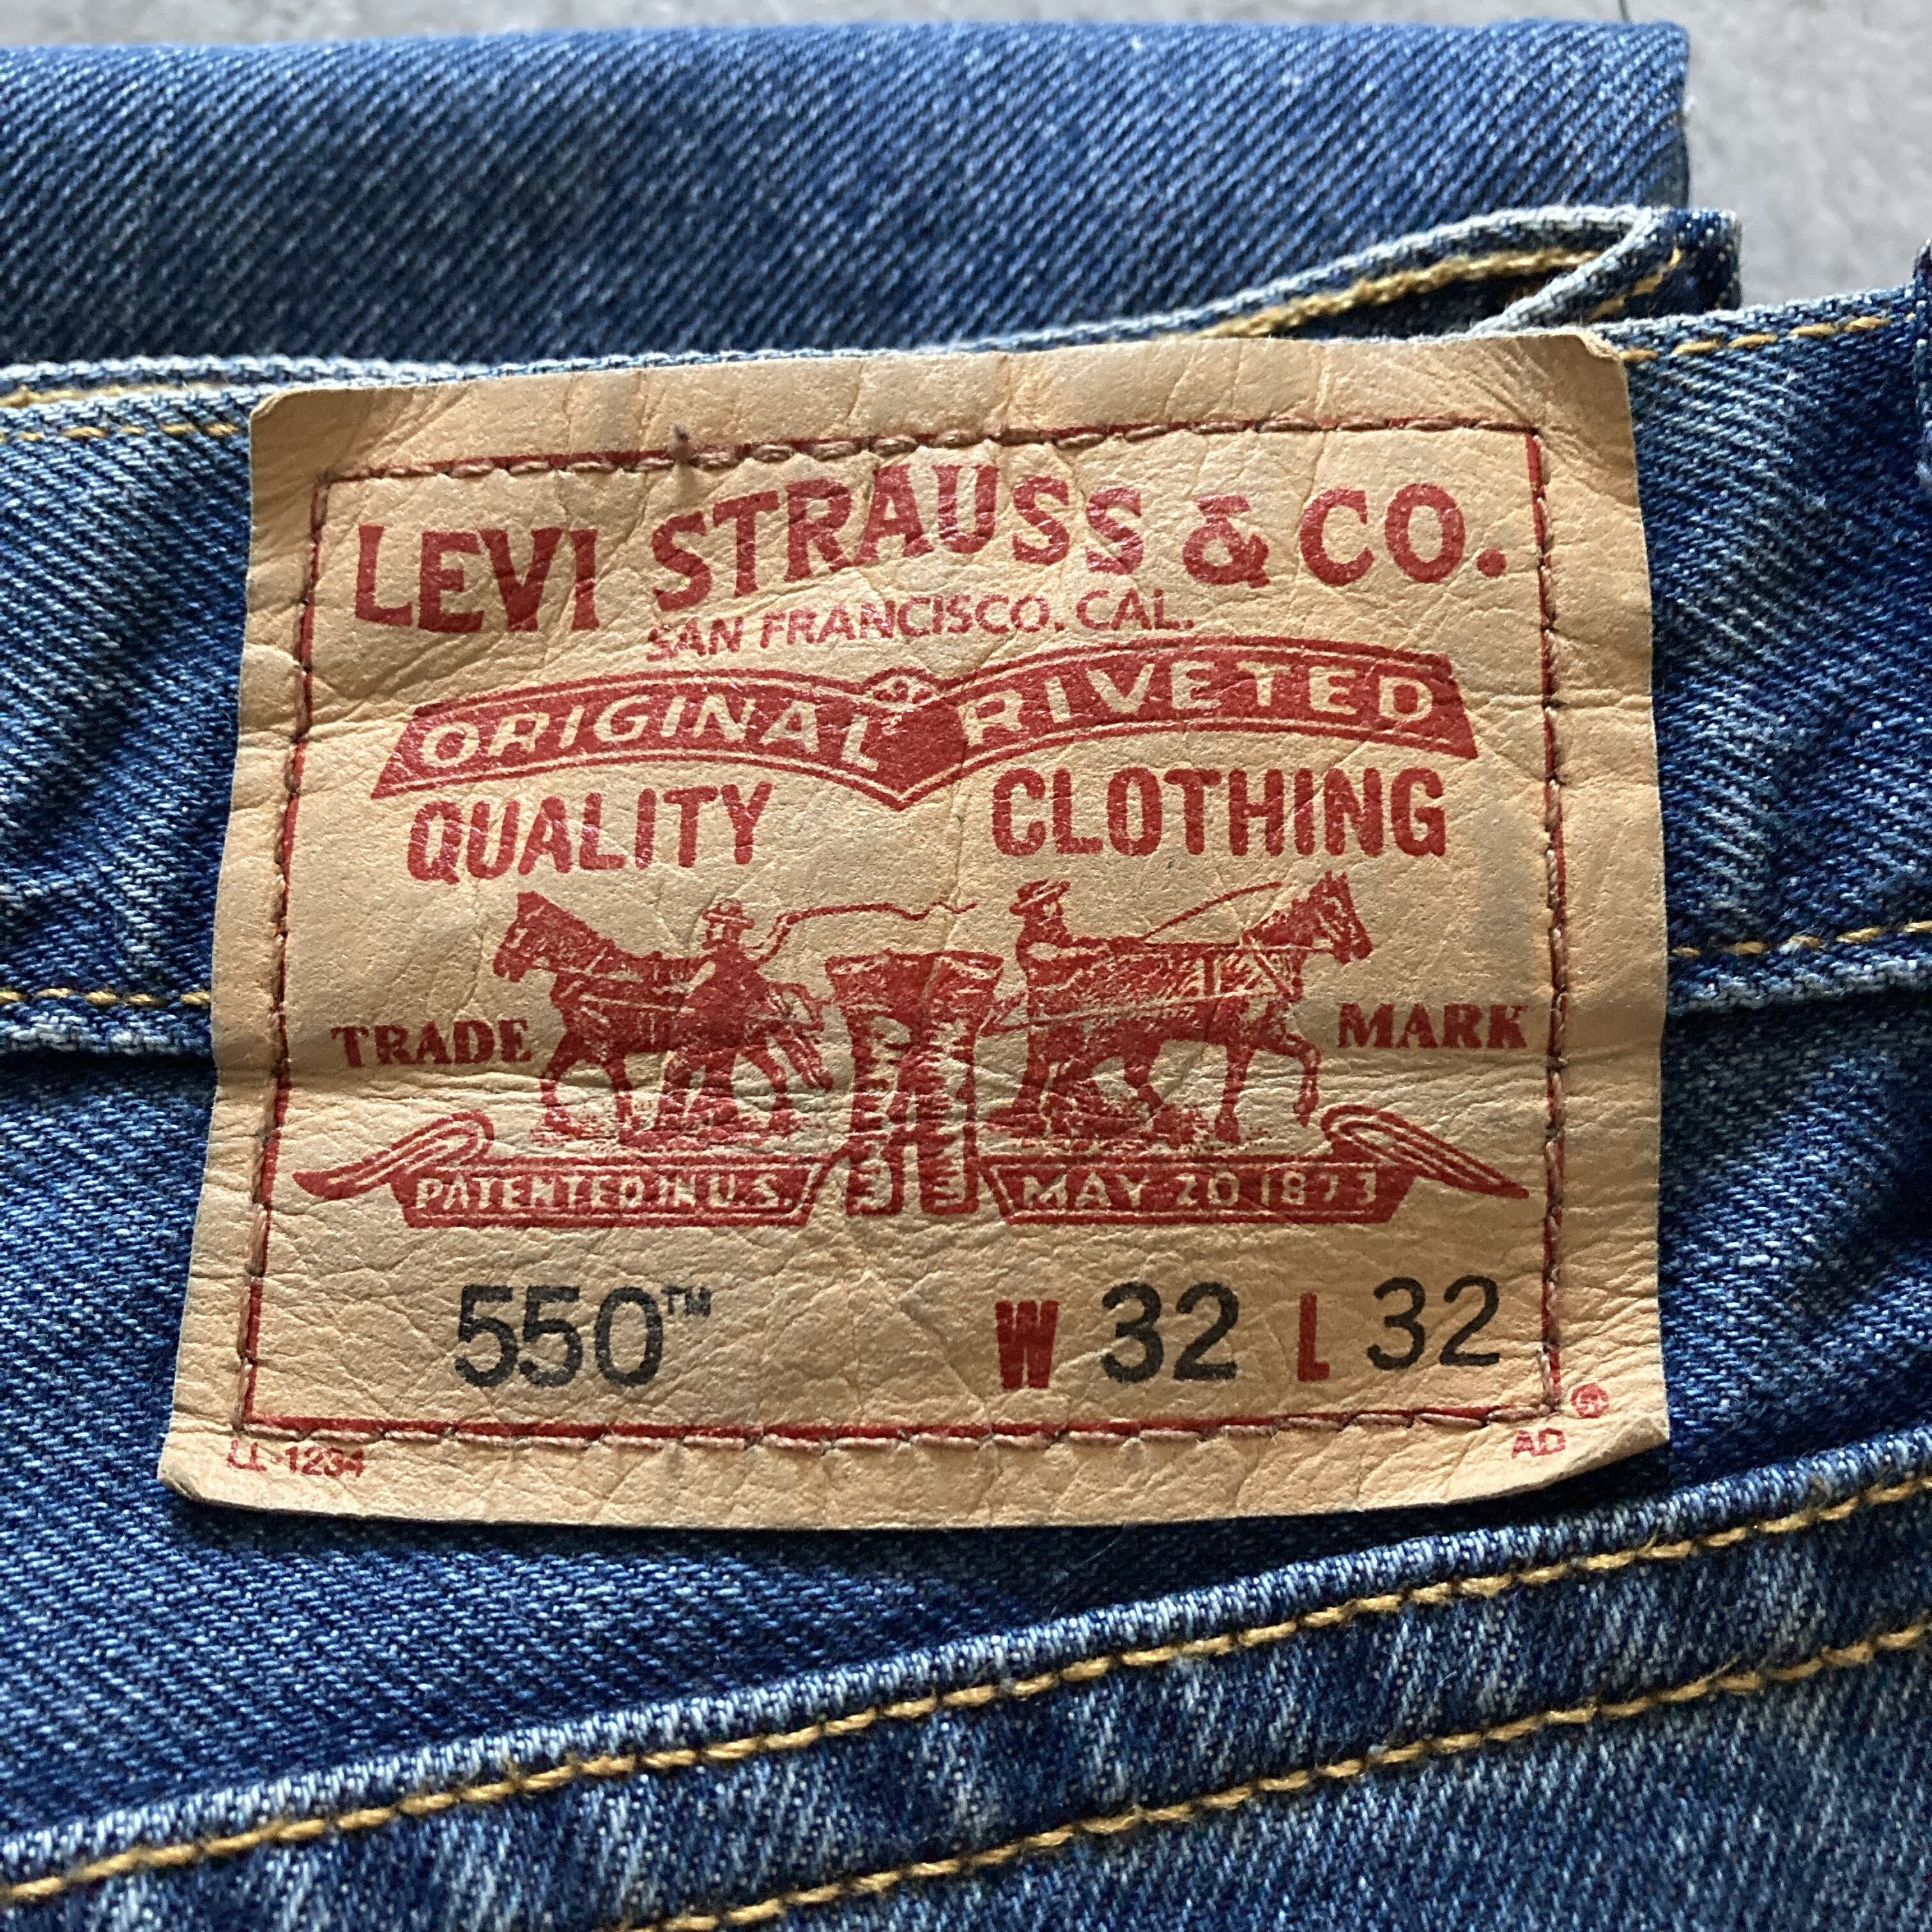 LEVI STRAUSS & CO.
SAN FRANCISCO. CAL.
ORIGINAL RIVETED
QUALITY CLOTHING
TRADE MARK
PATENTED IN U.S. MAY 20 1873
550™ W 32 L 32
LL-1234 AD